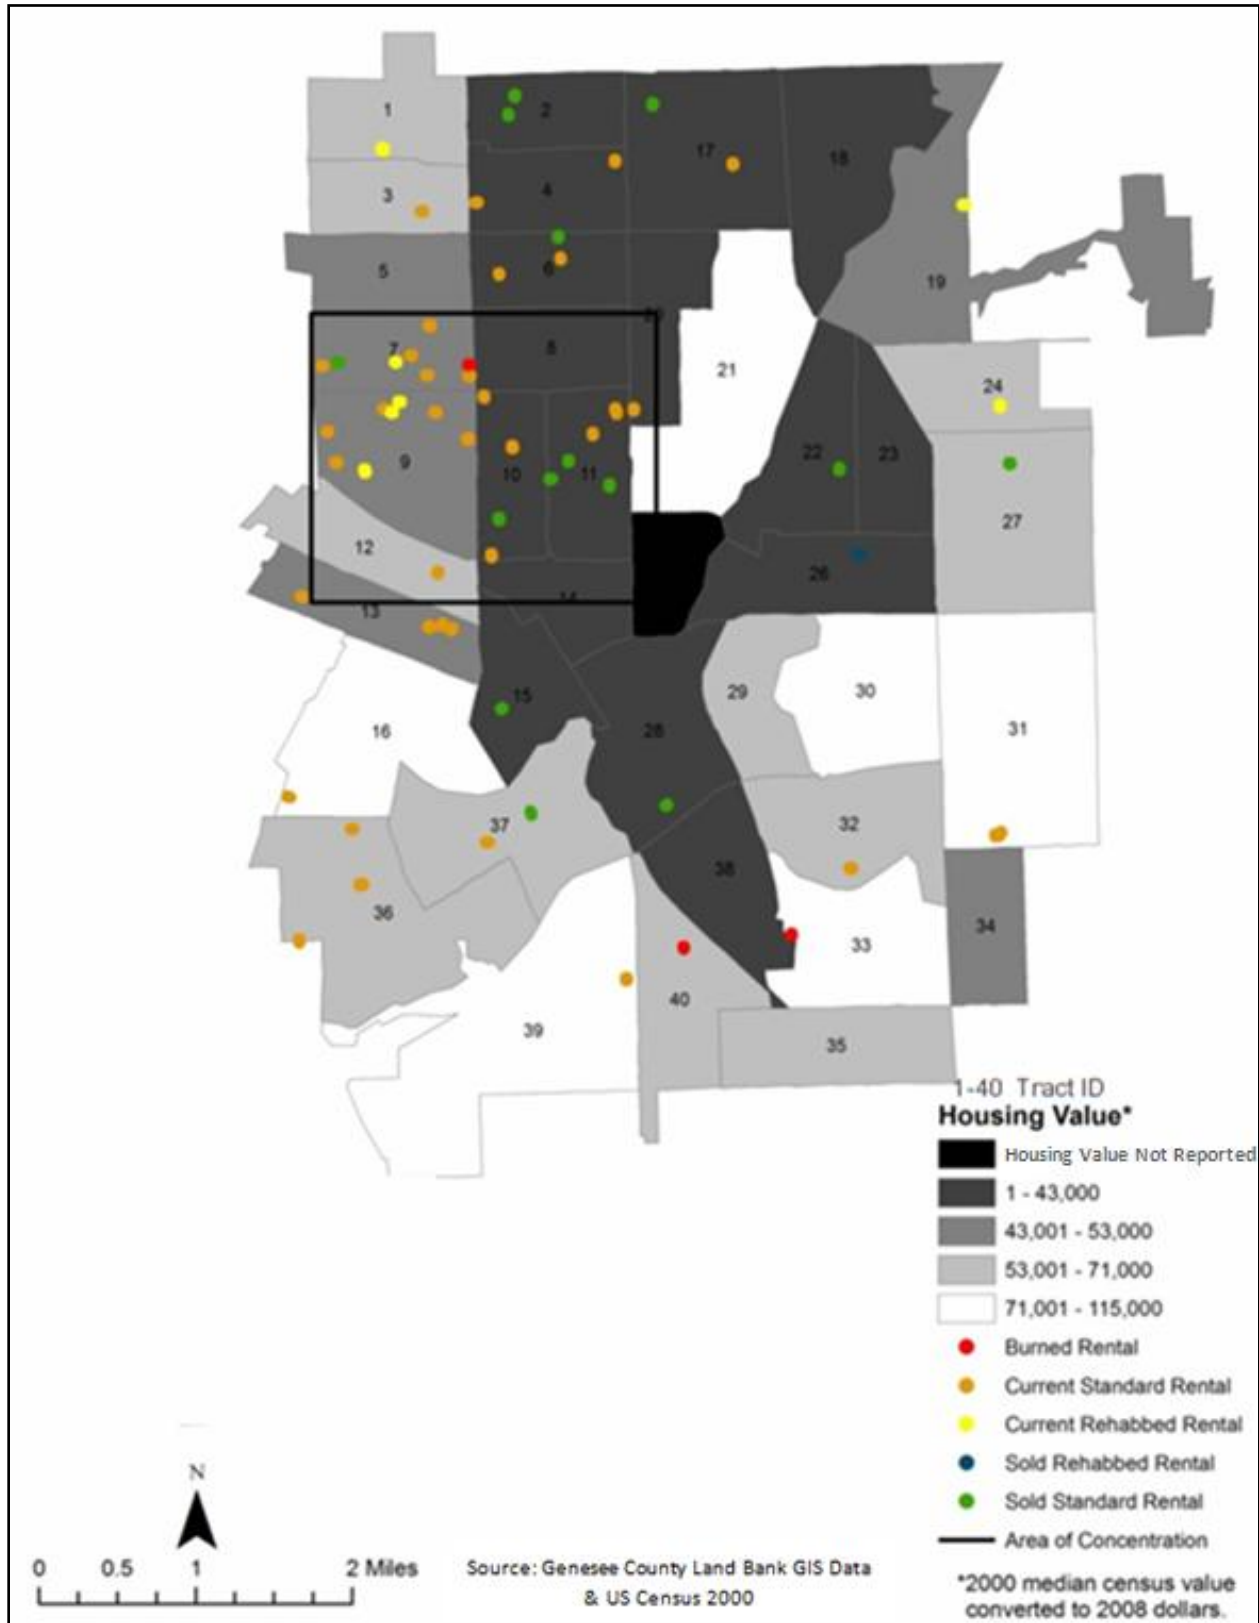 1
2
17
18
3
4
5
6
19
7
8
21
24
9
10
11
22
23
27
12
26
13
14
15
29
30
16
28
31
37
32
38
36
33
34
40
39
35
1-40 Tract ID
Housing Value*
Housing Value Not Reported
1 - 43,000
43,001 - 53,000
53,001 - 71,000
71,001 - 115,000
Burned Rental
Current Standard Rental
Current Rehabbed Rental
Sold Rehabbed Rental
Sold Standard Rental
Area of Concentration
*2000 median census value
converted to 2008 dollars.
N
0 0.5 1 2 Miles
Source: Genesee County Land Bank GIS Data
& US Census 2000